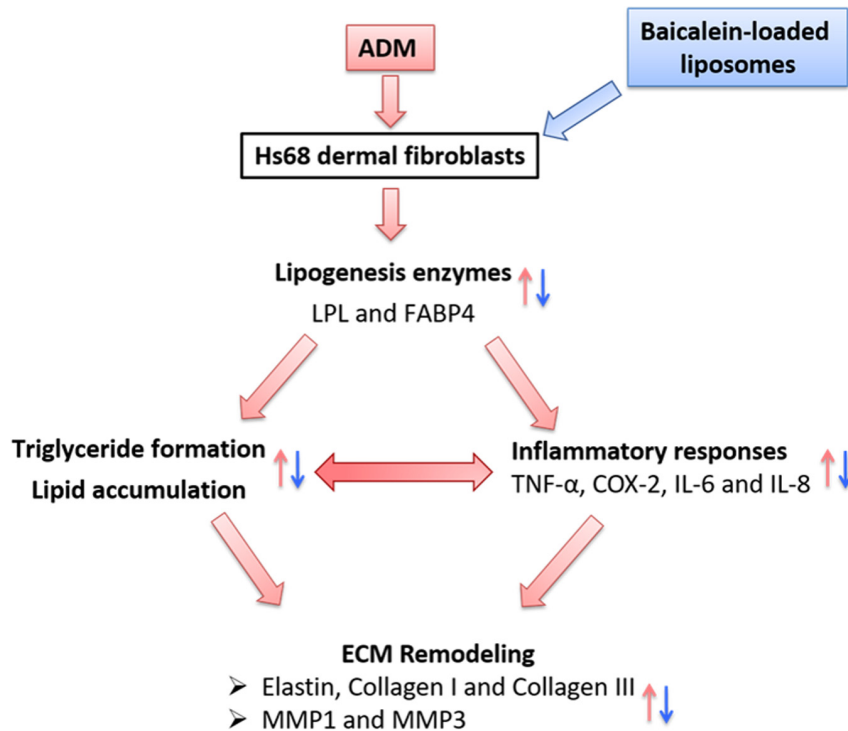 ADM
Baicalein-loaded
liposomes
Hs68 dermal fibroblasts
Lipogenesis enzymes
LPL and FABP4
Triglyceride formation
Lipid accumulation
Inflammatory responses
TNF-α, COX-2, IL-6 and IL-8
ECM Remodeling
➢ Elastin, Collagen I and Collagen III
➢ MMP1 and MMP3